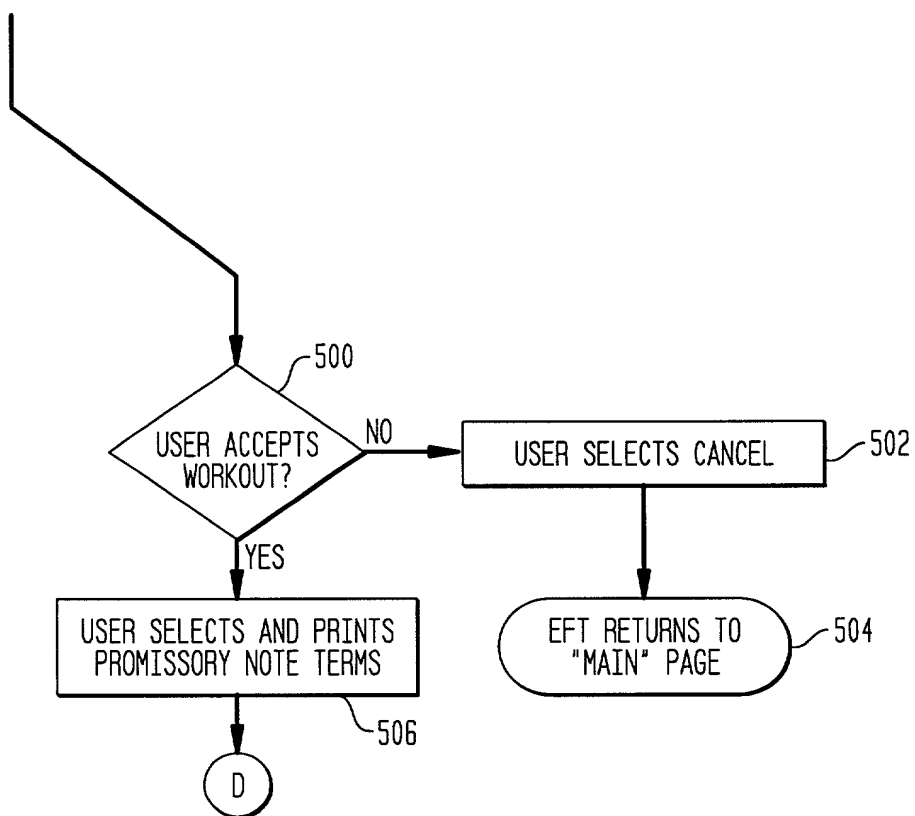 500
USER ACCEPTS
WORKOUT?
NO
USER SELECTS CANCEL
502
YES
USER SELECTS AND PRINTS
PROMISSORY NOTE TERMS
506
EFT RETURNS TO
"MAIN" PAGE
504
D